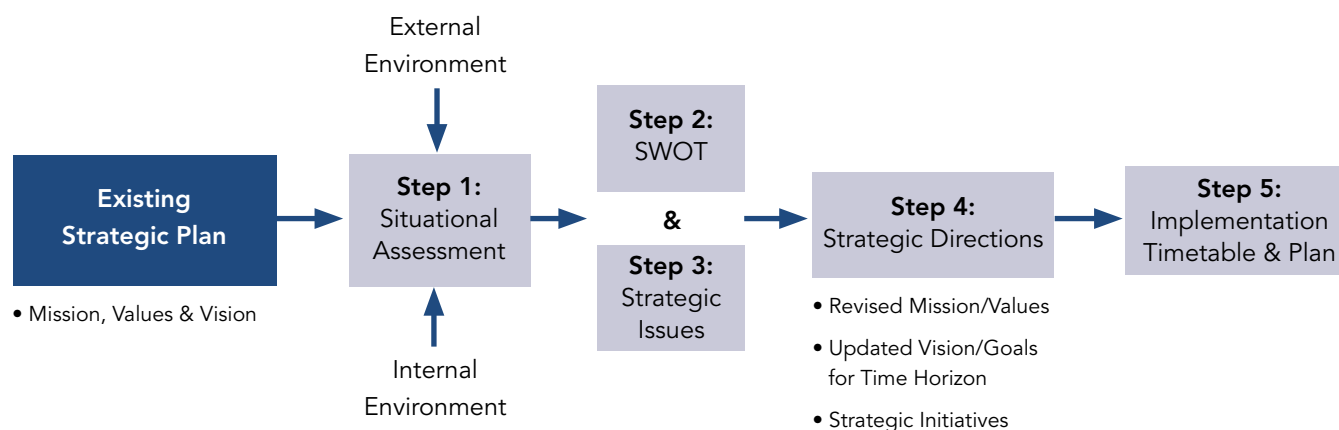 External
Environment
Existing
Strategic Plan
• Mission, Values & Vision
Step 1:
Situational
Assessment
Internal
Environment
Step 2:
SWOT
&
Step 3:
Strategic
Issues
Step 4:
Strategic Directions
• Revised Mission/Values
• Updated Vision/Goals
for Time Horizon
• Strategic Initiatives
Step 5:
Implementation
Timetable & Plan